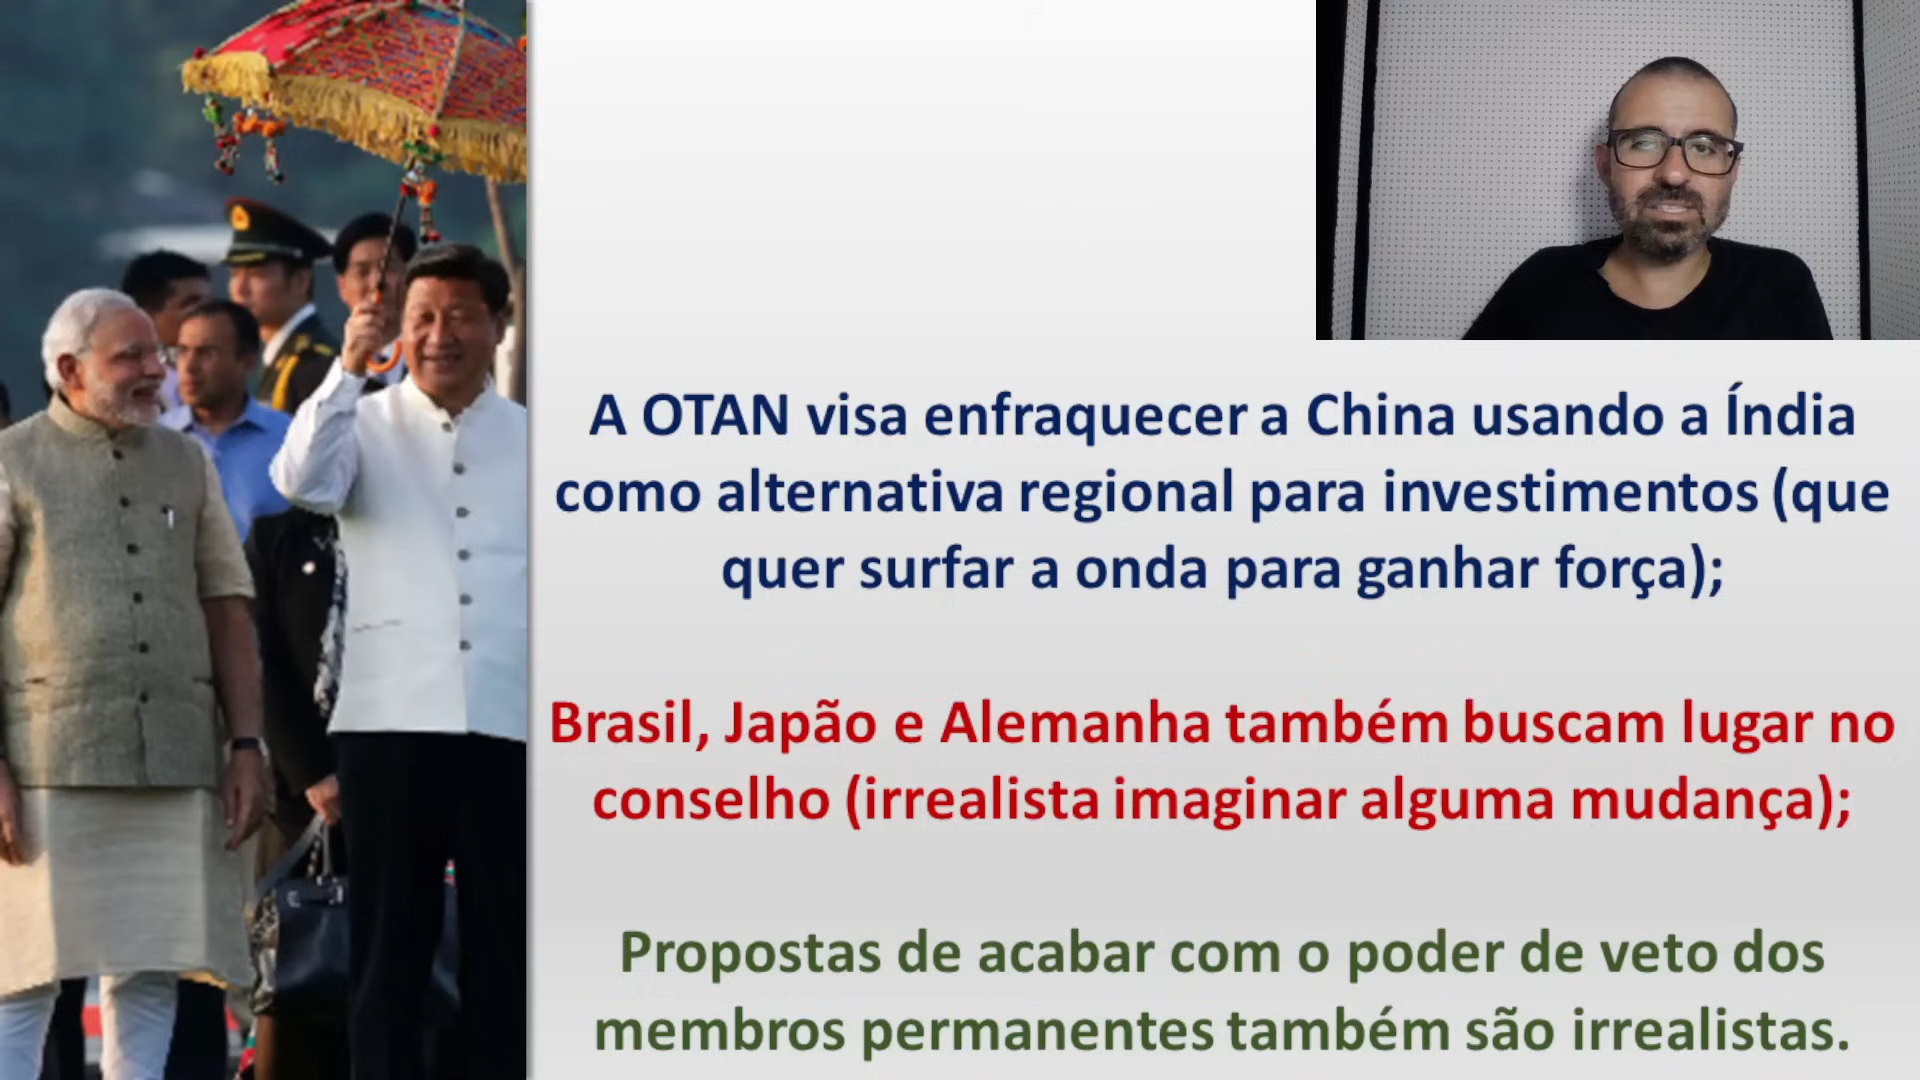 A OTAN visa enfraquecer a China usando a Índia
como alternativa regional para investimentos (que
quer surfar a onda para ganhar força);
Brasil, Japão e Alemanha também buscam lugar no
conselho (irrealista imaginar alguma mudança);
Propostas de acabar com o poder de veto dos
membros permanentes também são irrealistas.